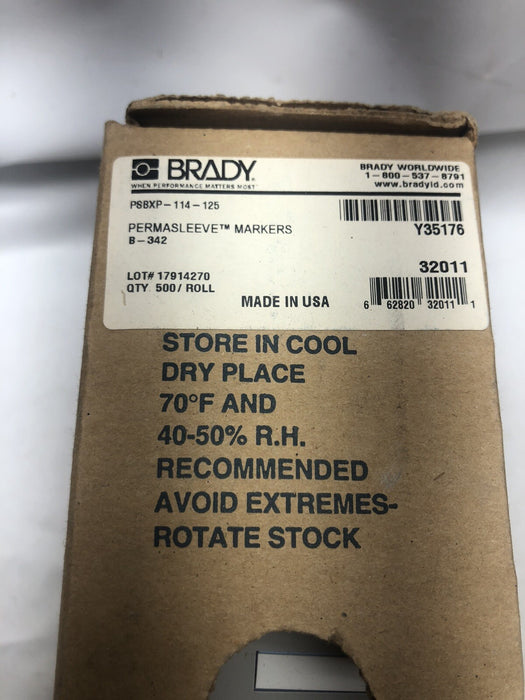 BRADY.
WHEN PERFORMANCE MATTERS MOST
BRADY WORLDWIDE
1-800-537-8791
www.bradyid.com
PSBXP-114-125
PERMASLEEVE™ MARKERS
B-342
Y35176
LOT# 17914270
QTY 500/ROLL
MADE IN USA
32011
6 62820 32011 1
STORE IN COOL
DRY PLACE
70°F AND
40-50% R.H.
RECOMMENDED
AVOID EXTREMES-
ROTATE STOCK